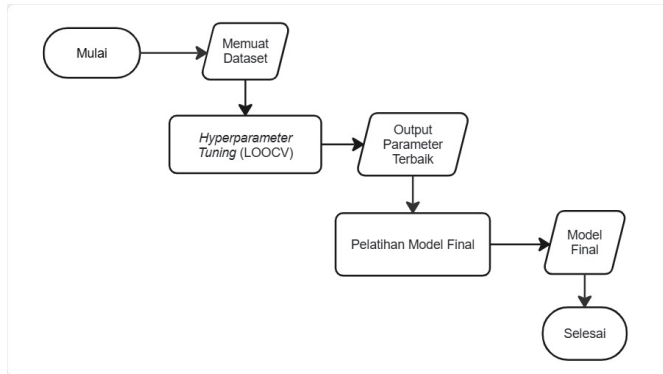 Mulai
Memuat
Dataset
Hyperparameter
Tuning (LOOCV)
Output
Parameter
Terbaik
Pelatihan Model Final
Model
Final
Selesai